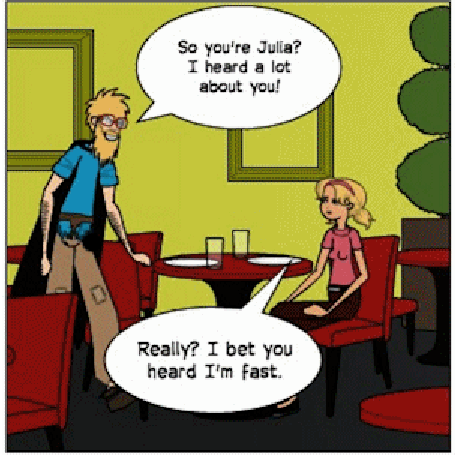 So you're Julia?
I heard a lot
about you!
Really? I bet you
heard I'm fast.